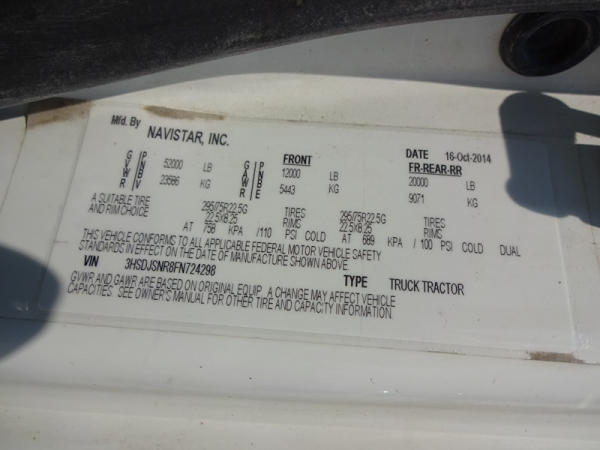 Mfd. By NAVISTAR, INC.
DATE 16-Oct-2014
G V W R P N B V 52000 LB 23586 KG
G A W R P N B E
FRONT 12000 LB 5443 KG
FR-REAR-RR 20000 LB 9071 KG
A SUITABLE TIRE 295/75R22.5G TIRES 295/75R22.5G TIRES
AND RIM CHOICE 22.5X8.25 RIMS 22.5X8.25 RIMS
AT 758 KPA /110 PSI COLD AT 689 KPA / 100 PSI COLD DUAL
THIS VEHICLE CONFORMS TO ALL APPLICABLE FEDERAL MOTOR VEHICLE SAFETY
STANDARDS IN EFFECT ON THE DATE OF MANUFACTURE SHOWN ABOVE
VIN 3HSDJSNR8FN724298 TYPE TRUCK TRACTOR
GVWR AND GAWR ARE BASED ON ORIGINAL EQUIP. A CHANGE MAY AFFECT VEHICLE
CAPACITIES. SEE OWNER'S MANUAL FOR OTHER TIRE AND CAPACITY INFORMATION.